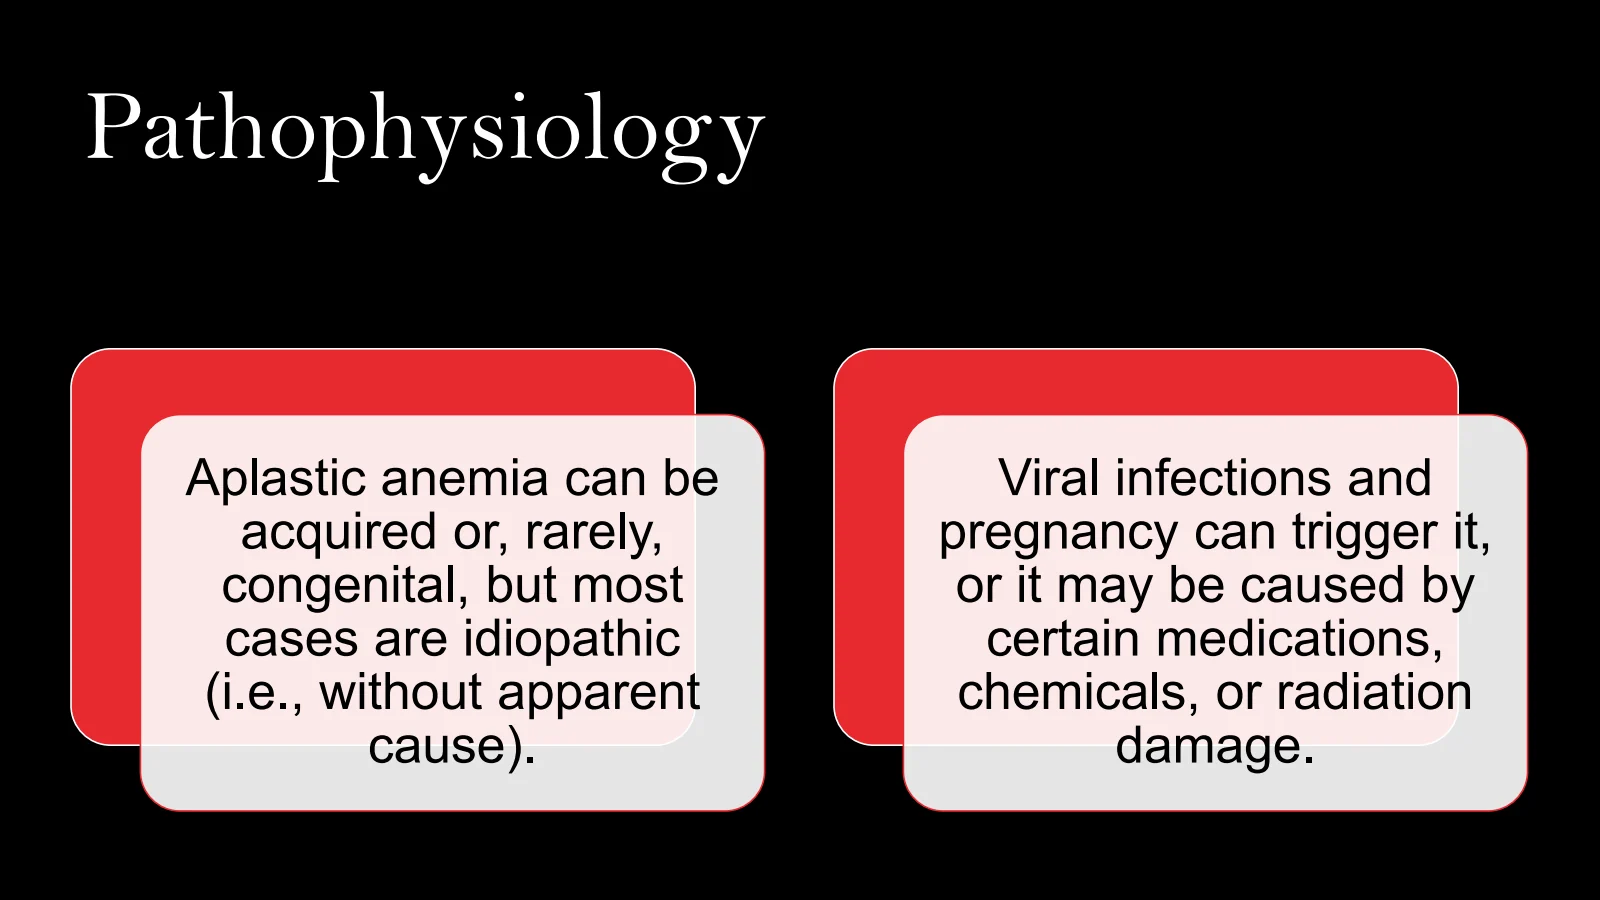 Pathophysiology
Aplastic anemia can be
acquired or, rarely,
congenital, but most
cases are idiopathic
(i.e., without apparent
cause).
Viral infections and
pregnancy can trigger it,
or it may be caused by
certain medications,
chemicals, or radiation
damage.